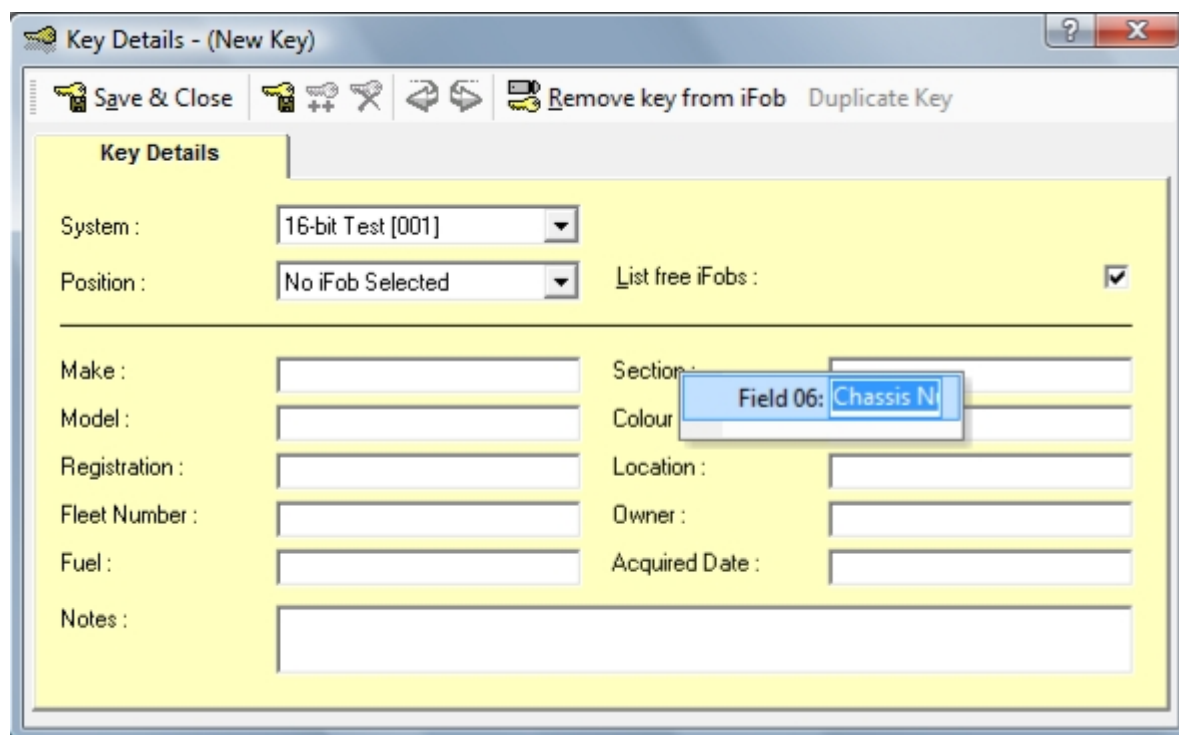 Key Details - (New Key)
Save & Close Remove key from iFob Duplicate Key
Key Details
System : 16-bit Test [001]
Position : No iFob Selected List free iFobs :
Make : Section :
Field 06: Chassis
Model : Colour
Registration : Location :
Fleet Number : Owner :
Fuel : Acquired Date :
Notes :